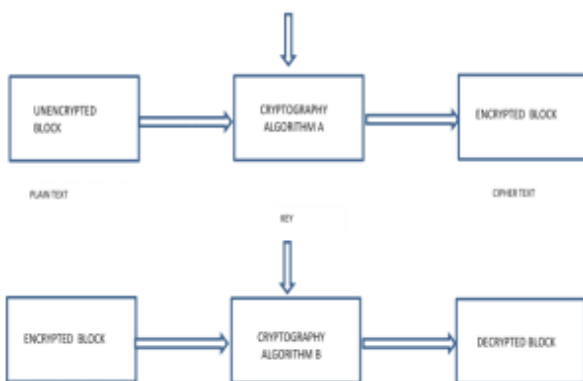 UNENCRYPTED
BLOCK
CRYPTOGRAPHY
ALGORITHM A
ENCRYPTED BLOCK
PLAIN TEXT
CIPHER TEXT
KEY
ENCRYPTED BLOCK
CRYPTOGRAPHY
ALGORITHM B
DECRYPTED BLOCK